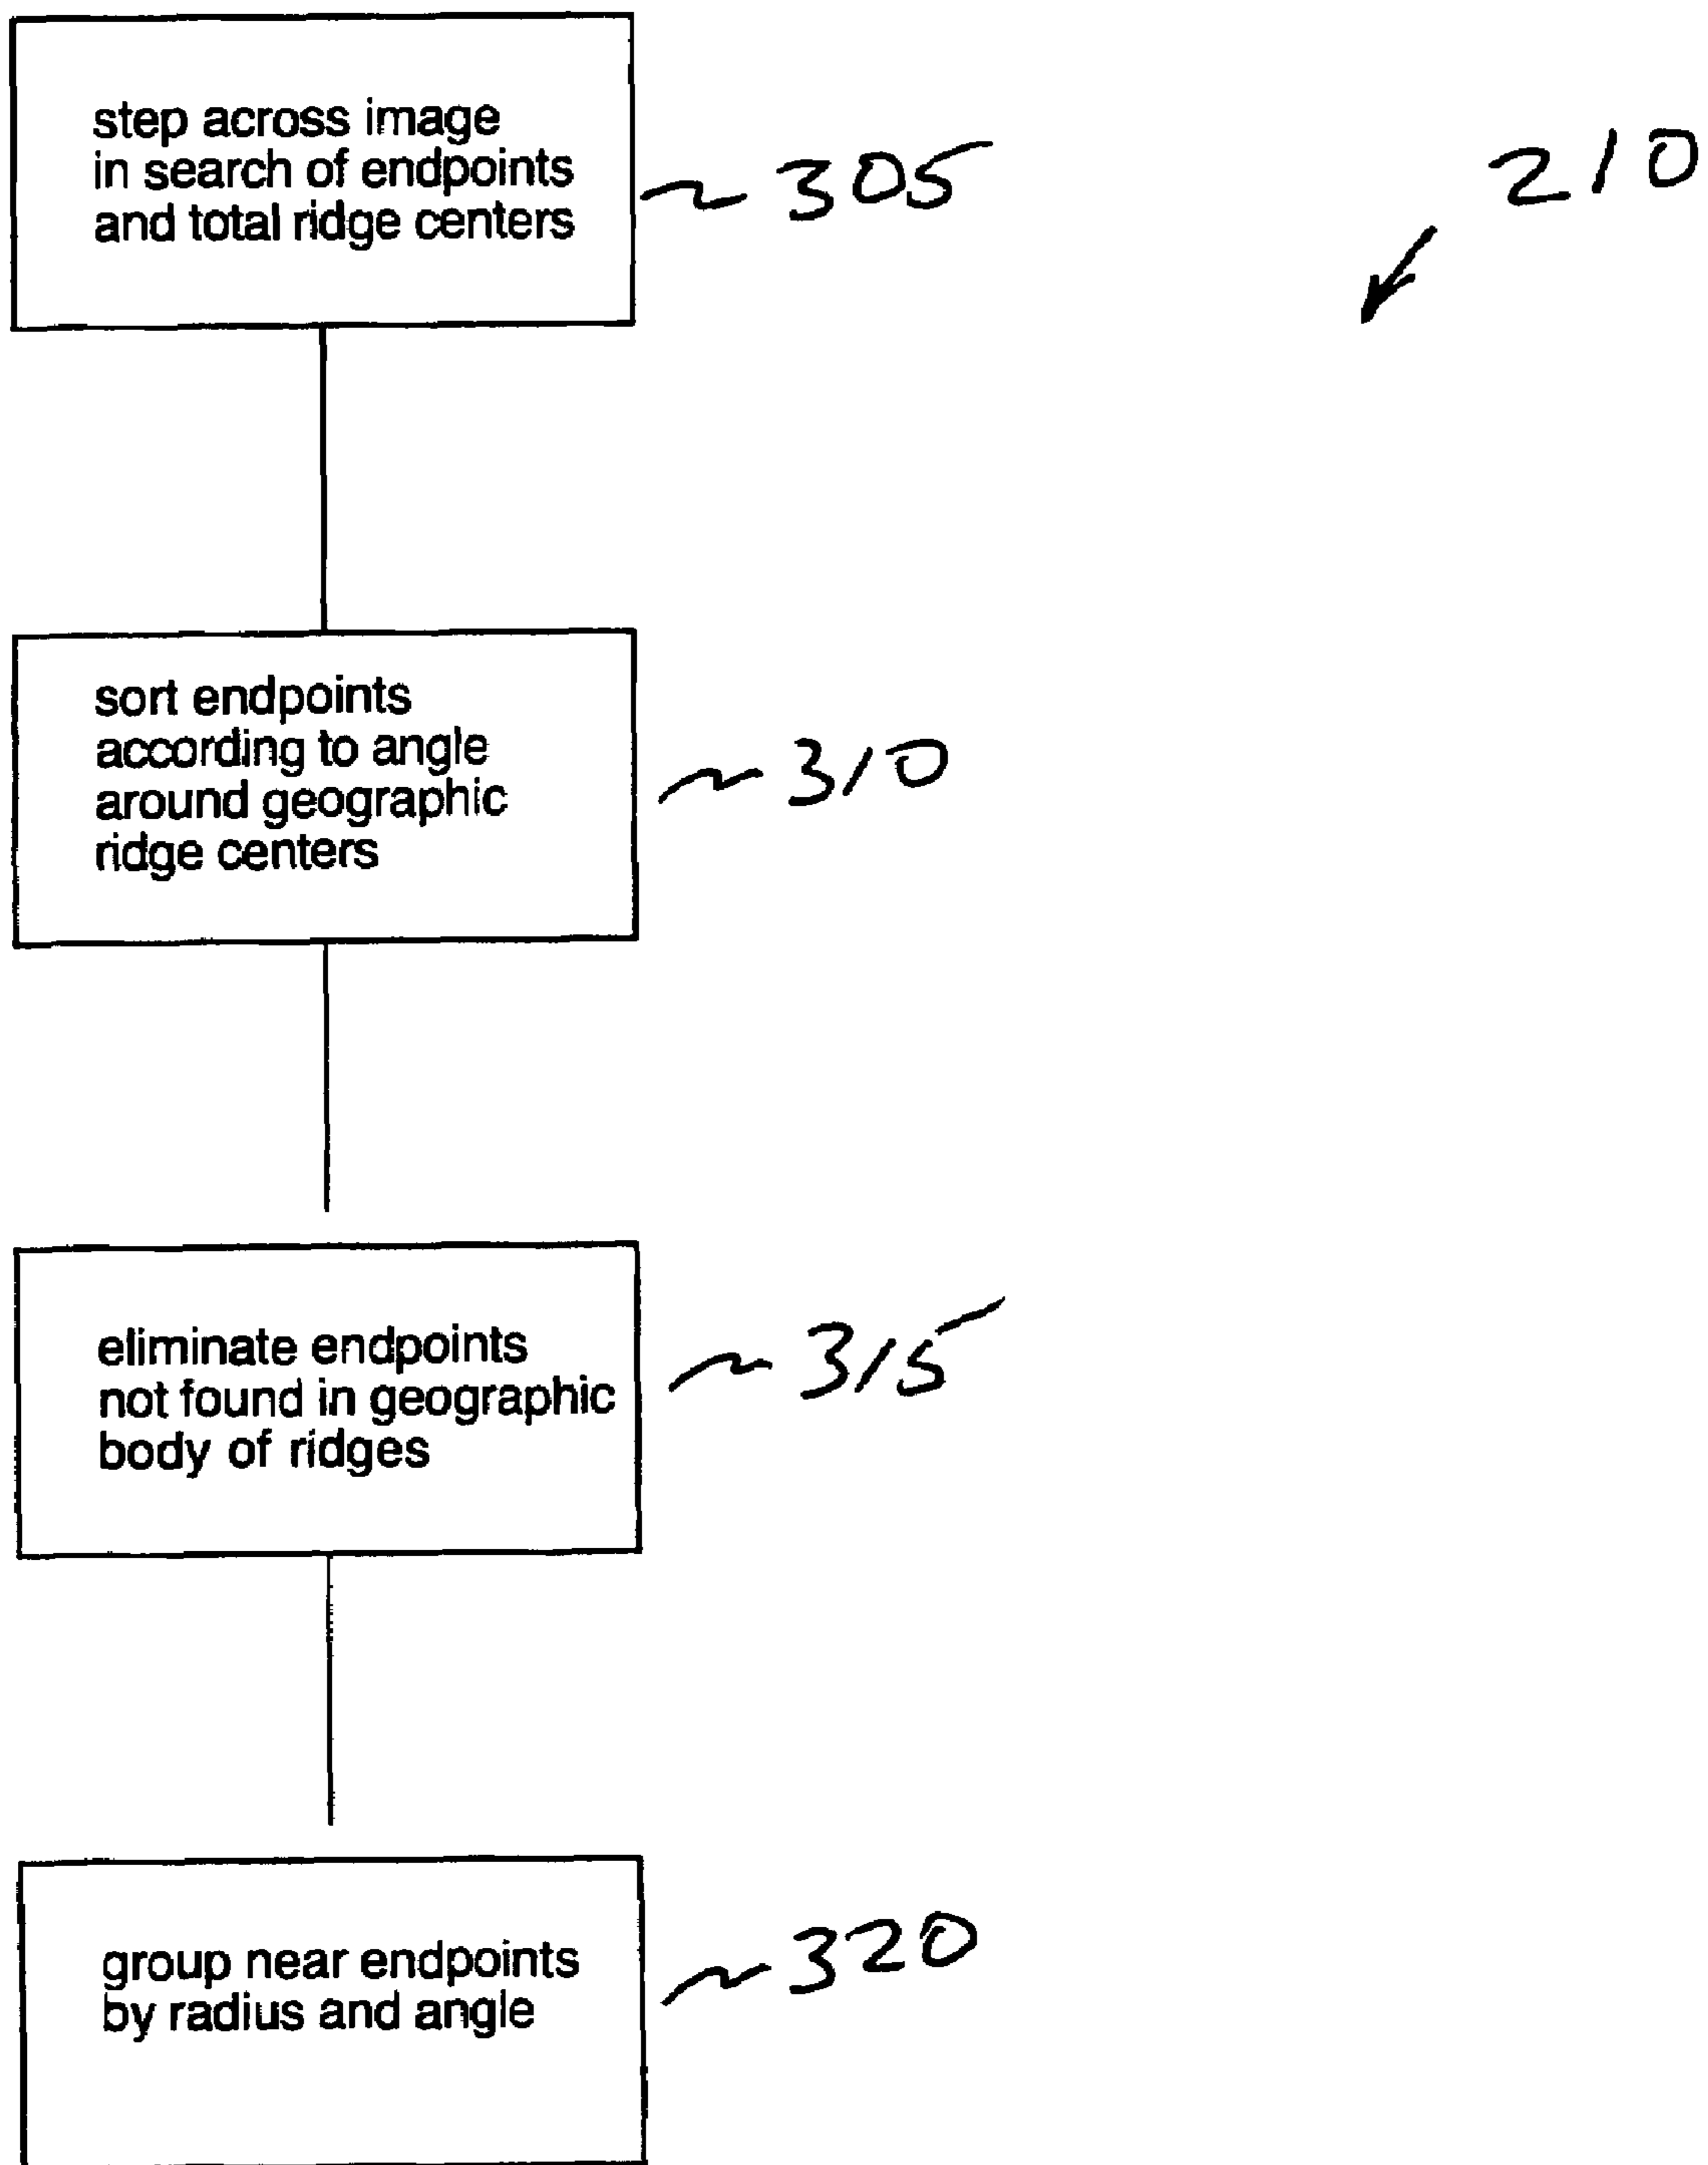 step across image
in search of endpoints
and total ridge centers
~ 305
210
sort endpoints
according to angle
around geographic
ridge centers
~ 310
eliminate endpoints
not found in geographic
body of ridges
~ 315
group near endpoints
by radius and angle
~ 320